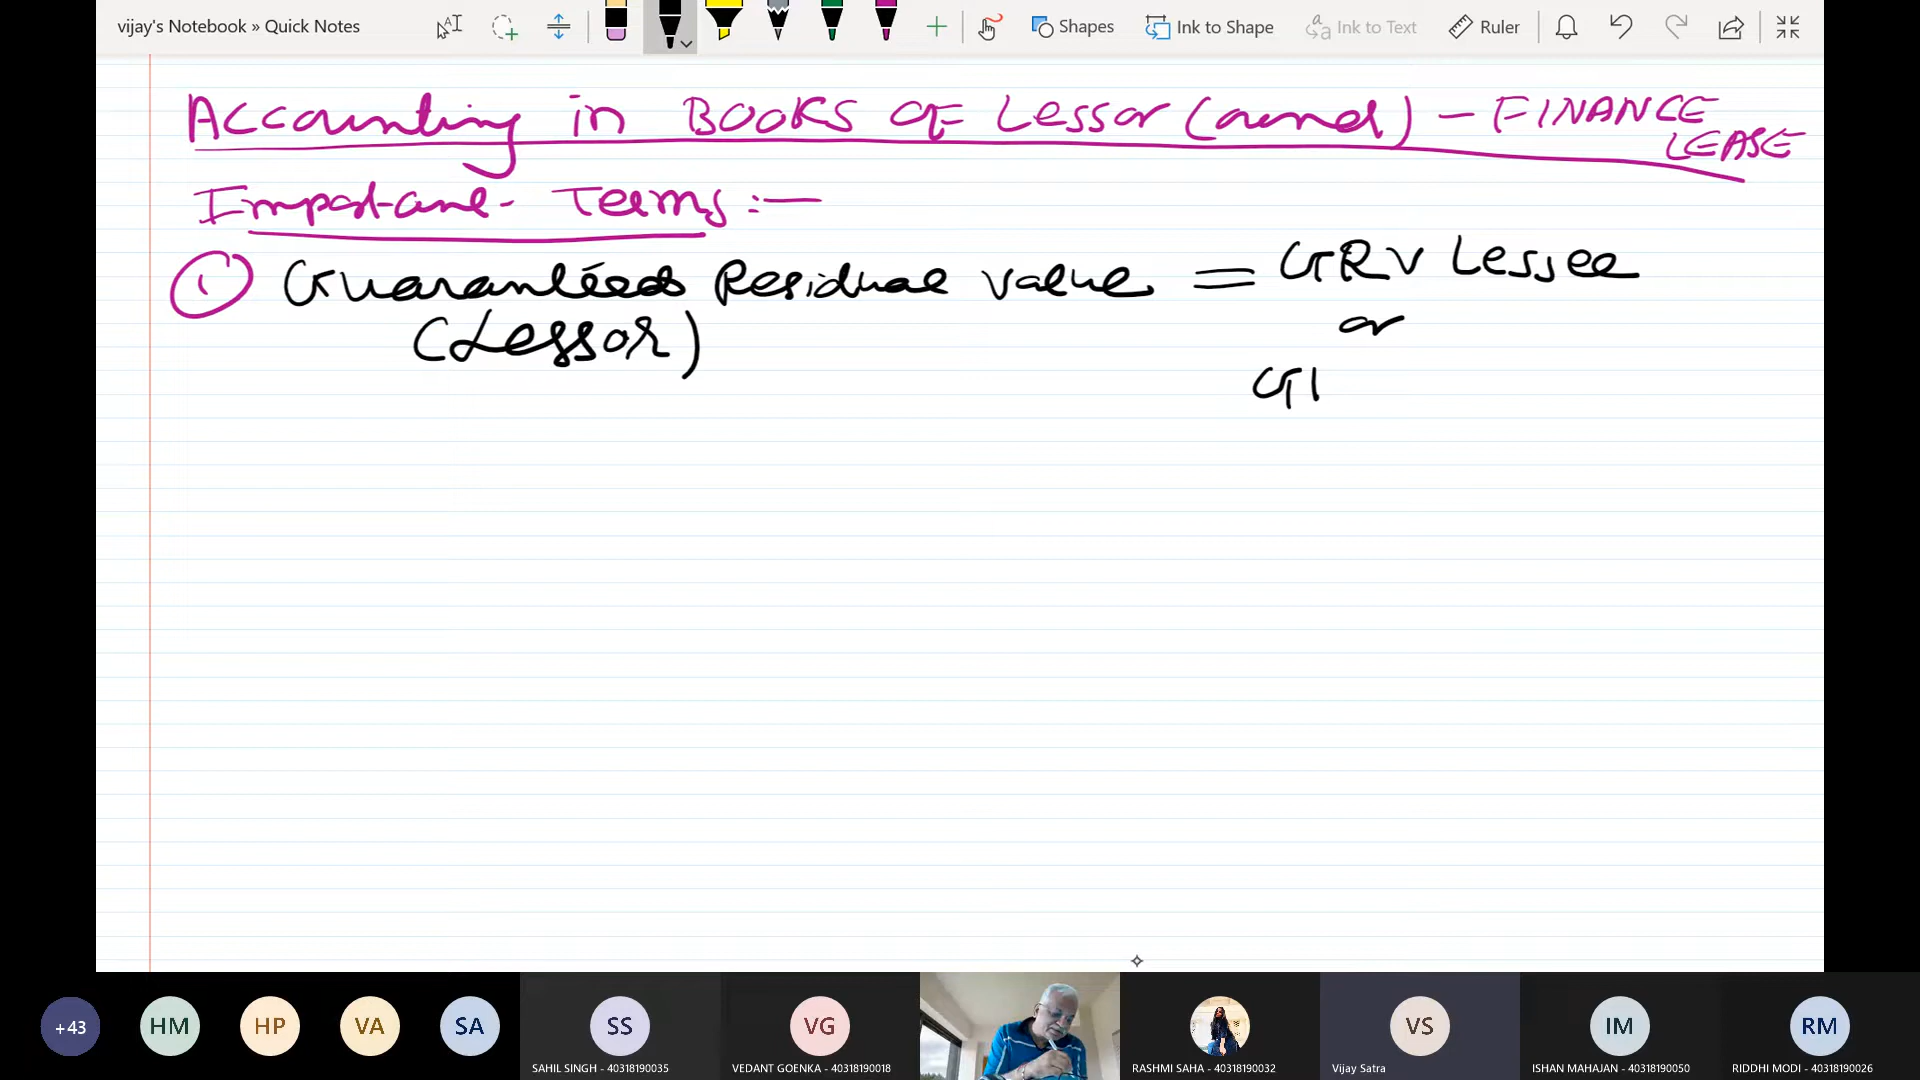 vijay's Notebook » Quick Notes
Shapes
Ink to Shape
Ink to Text
Ruler
Accounting in BOOKS OF Lessor (and) - FINANCE
LEASE
Important Terms :-
① Guaranteed Residual value = GRV Lessee
(Lessor)
or
GI
+43
HM
HP
VA
SA
SS
VG
VS
IM
RM
SAHIL SINGH - 40318190035
VEDANT GOENKA - 40318190018
RASHMI SAHA - 40318190032
Vijay Satra
ISHAN MAHAJAN - 40318190050
RIDDHI MODI - 40318190026